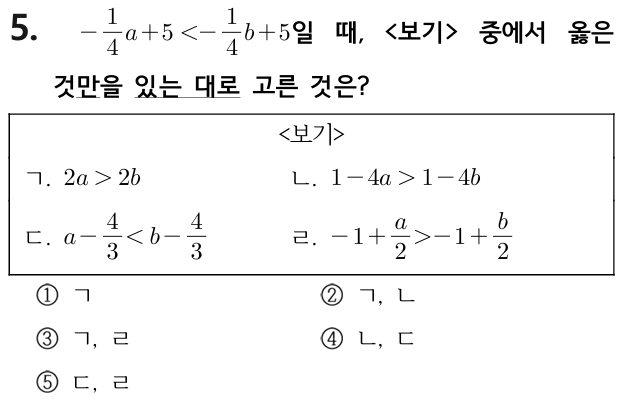 5. $-\frac{1}{4}a+5<-\frac{1}{4}b+5$일 때, <보기> 중에서 옳은
것만을 있는 대로 고른 것은?
<보기>
ㄱ. $2a>2b$ ㄴ. $1-4a>1-4b$
ㄷ. $a-\frac{4}{3}<b-\frac{4}{3}$ ㄹ. $-1+\frac{a}{2}>-1+\frac{b}{2}$
① ㄱ ② ㄱ, ㄴ
③ ㄱ, ㄹ ④ ㄴ, ㄷ
⑤ ㄷ, ㄹ